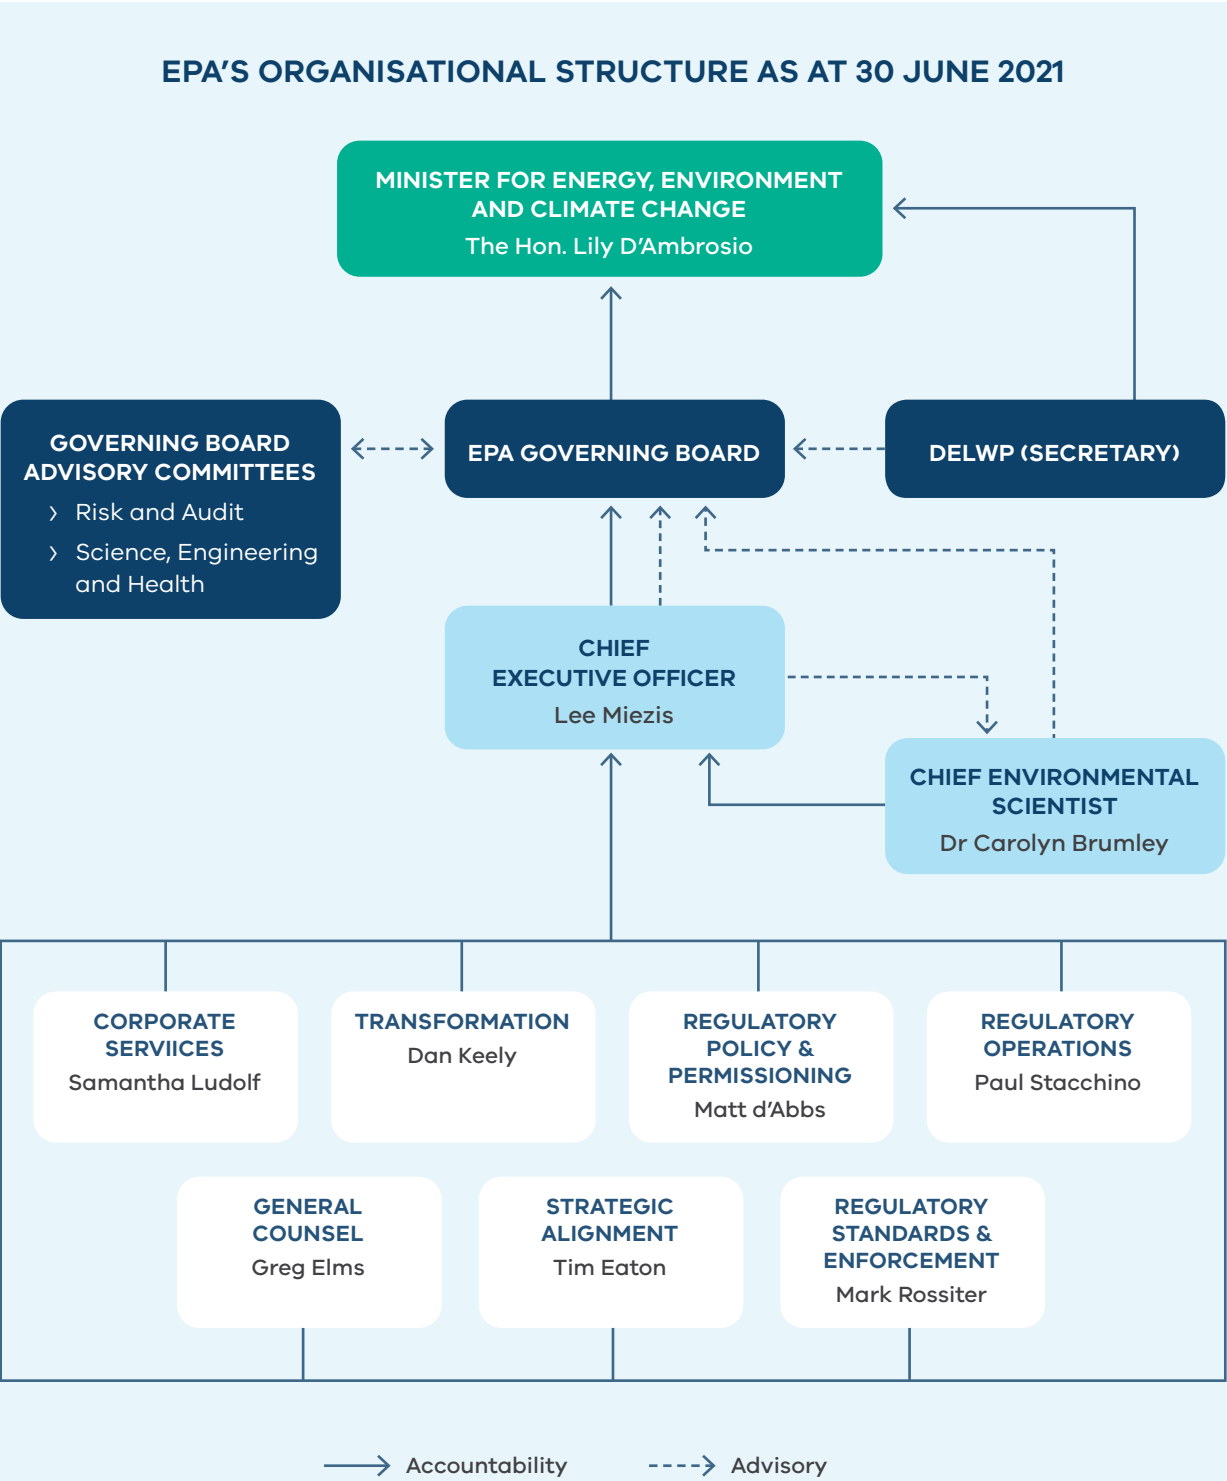 EPA'S ORGANISATIONAL STRUCTURE AS AT 30 JUNE 2021
MINISTER FOR ENERGY, ENVIRONMENT
AND CLIMATE CHANGE
The Hon. Lily D'Ambrosio
GOVERNING BOARD
ADVISORY COMMITTEES
› Risk and Audit
› Science, Engineering
and Health
EPA GOVERNING BOARD
DELWP (SECRETARY)
CHIEF
EXECUTIVE OFFICER
Lee Miezis
CHIEF ENVIRONMENTAL
SCIENTIST
Dr Carolyn Brumley
CORPORATE
SERVIICES
Samantha Ludolf
TRANSFORMATION
Dan Keely
REGULATORY
POLICY &
PERMISSIONING
Matt d'Abbs
REGULATORY
OPERATIONS
Paul Stacchino
GENERAL
COUNSEL
Greg Elms
STRATEGIC
ALIGNMENT
Tim Eaton
REGULATORY
STANDARDS &
ENFORCEMENT
Mark Rossiter
Accountability
Advisory